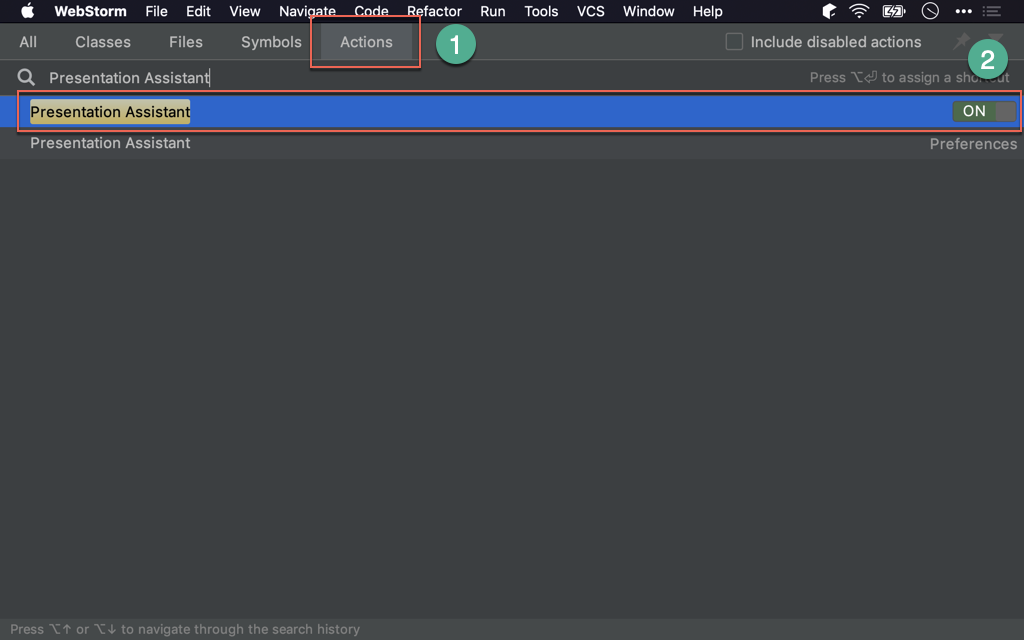 WebStorm File Edit View Navigate Code Refactor Run Tools VCS Window Help
All Classes Files Symbols Actions 1 Include disabled actions 2
Presentation Assistant Press ⌥⏎ to assign a shortcut
Presentation Assistant ON
Presentation Assistant Preferences
Press ⌥↑ or ⌥↓ to navigate through the search history